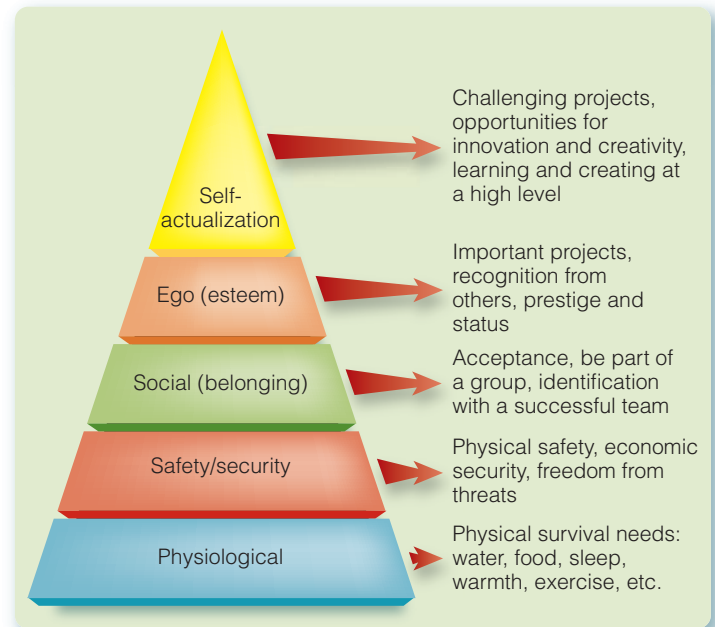 Challenging projects,
opportunities for
innovation and creativity,
learning and creating at
a high level
Self-
actualization
Important projects,
recognition from
others, prestige and
status
Ego (esteem)
Acceptance, be part of
a group, identification
with a successful team
Social (belonging)
Physical safety, economic
security, freedom from
threats
Safety/security
Physical survival needs:
water, food, sleep,
warmth, exercise, etc.
Physiological